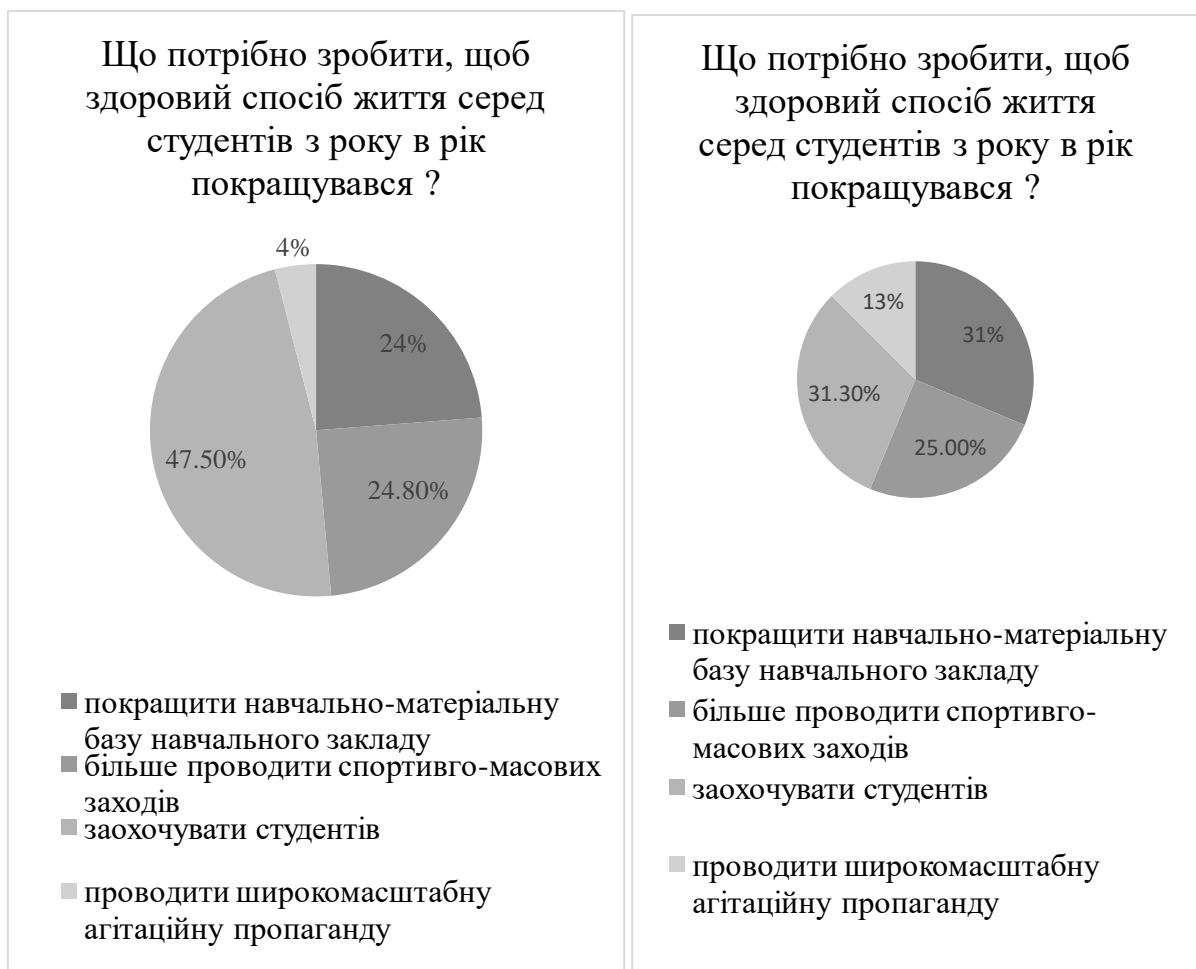 Що потрібно зробити, щоб
здоровий спосіб життя серед
студентів з року в рік
покращувався ?
4%
24%
47.50%
24.80%
покращити навчально-матеріальну
базу навчального закладу
більше проводити спортивго-масових
заходів
заохочувати студентів
проводити широкомасштабну
агітаційну пропаганду
Що потрібно зробити, щоб
здоровий спосіб життя
серед студентів з року в рік
покращувався ?
13%
31%
31.30%
25.00%
покращити навчально-матеріальну
базу навчального закладу
більше проводити спортивго-
масових заходів
заохочувати студентів
проводити широкомасштабну
агітаційну пропаганду